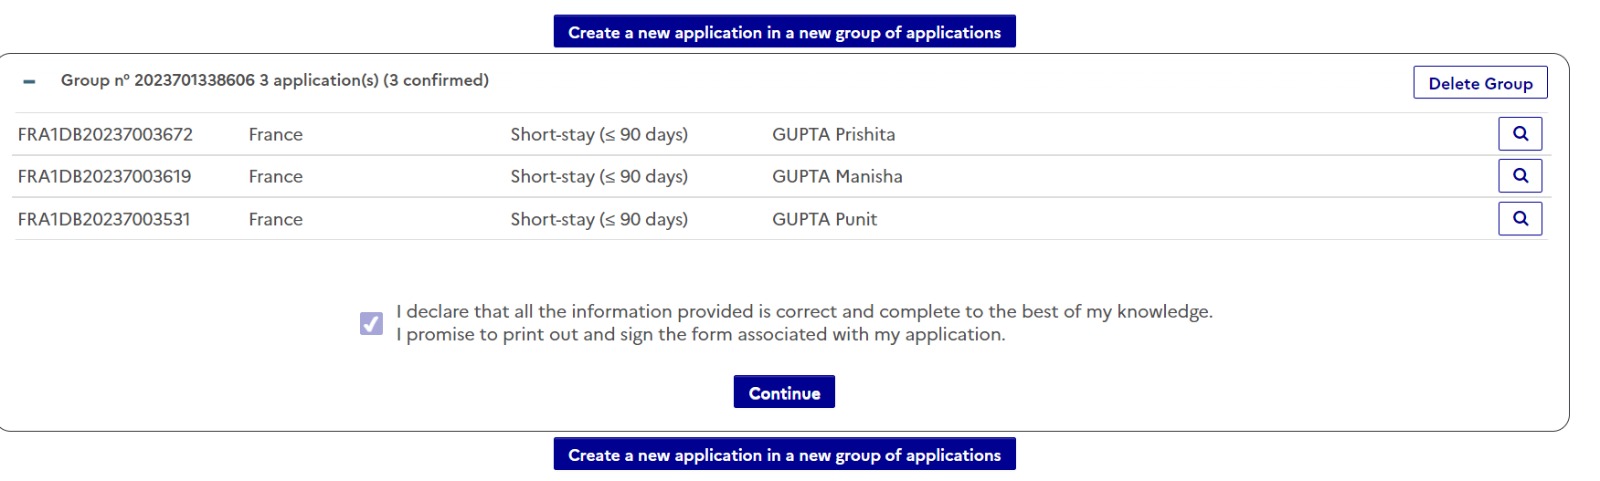 Create a new application in a new group of applications
Group n° 2023701338606 3 application(s) (3 confirmed)
Delete Group
FRA1DB20237003672 France Short-stay (≤ 90 days) GUPTA Prishita
FRA1DB20237003619 France Short-stay (≤ 90 days) GUPTA Manisha
FRA1DB20237003531 France Short-stay (≤ 90 days) GUPTA Punit
I declare that all the information provided is correct and complete to the best of my knowledge.
I promise to print out and sign the form associated with my application.
Continue
Create a new application in a new group of applications